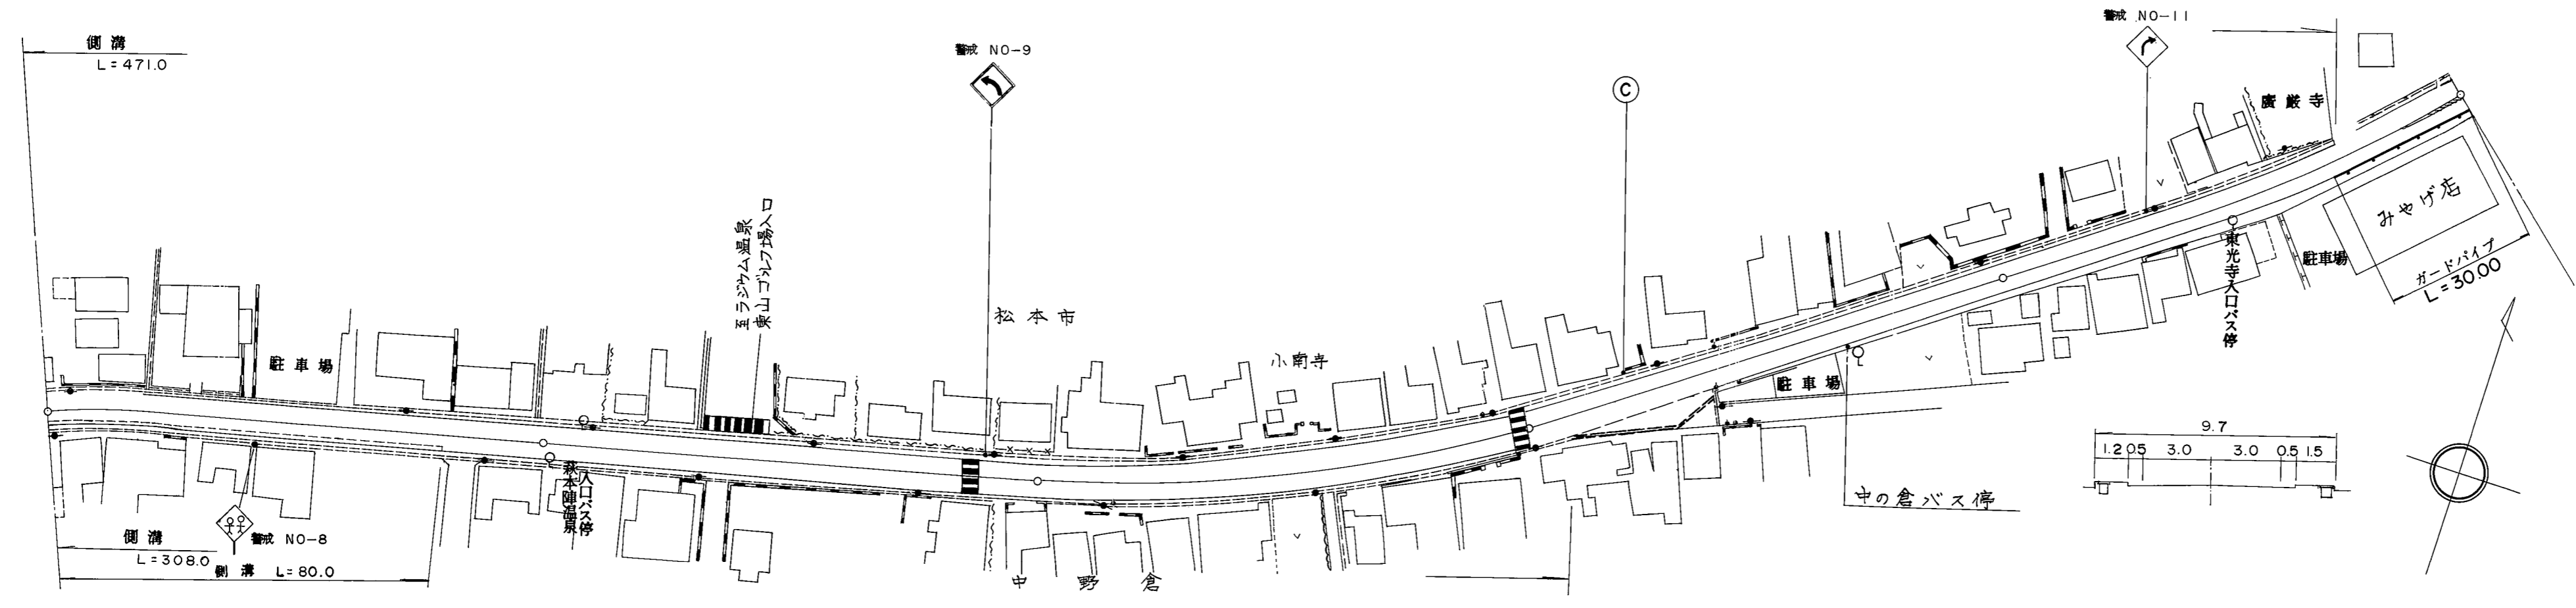 側溝
L=471.0
警戒 NO-9
警戒 NO-11
C
廣厳寺
みやげ店
ガードパイプ
L=30.00
駐車場
東光寺入口バス停
至ラジウム温泉
東山ゴルフ場入口
松本市
小南寺
駐車場
駐車場
9.7
1.2 0.5 3.0 3.0 0.5 1.5
中の倉バス停
萩本陣温泉
入口バス停
警戒 NO-8
側溝
L=308.0
側溝 L=80.0
中野倉